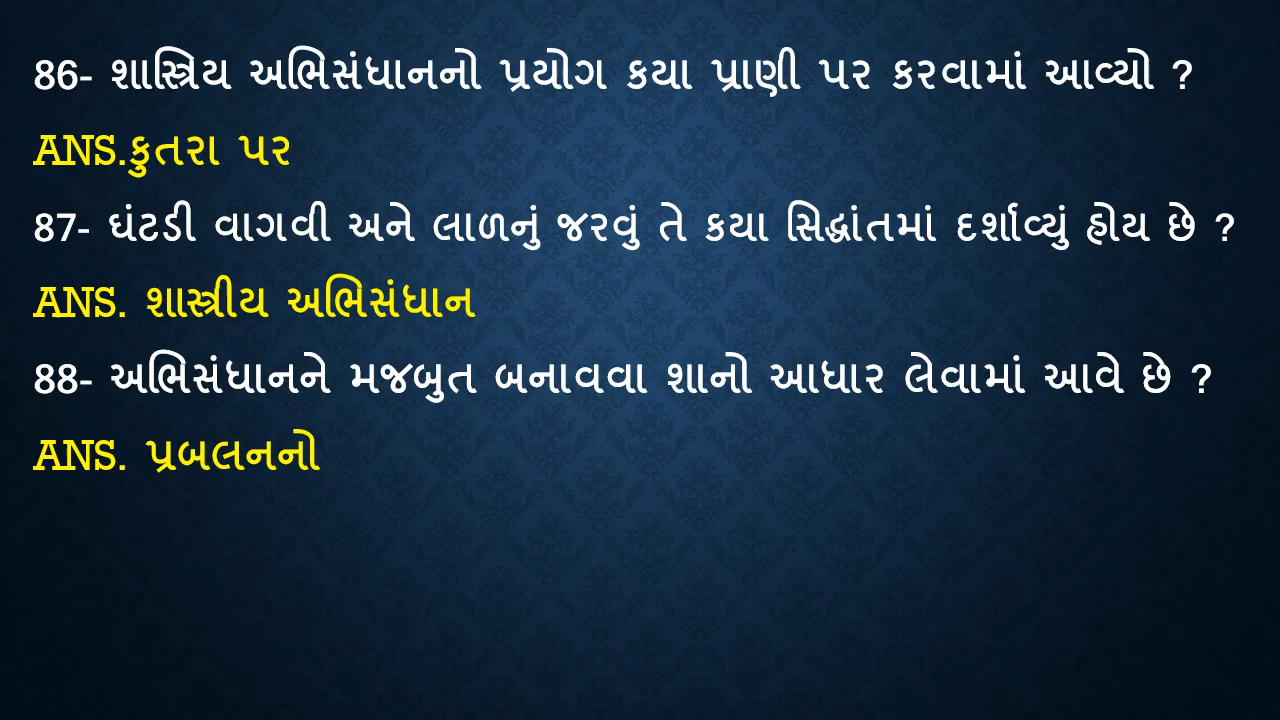 86- શાસ્ત્રિય અભિસંધાનનો પ્રયોગ કયા પ્રાણી પર કરવામાં આવ્યો ?
ANS.કુતરા પર
87- ઘંટડી વાગવી અને લાળનું જરવું તે કયા સિદ્ધાંતમાં દર્શાવ્યું હોય છે ?
ANS. શાસ્ત્રીય અભિસંધાન
88- અભિસંધાનને મજબુત બનાવવા શાનો આધાર લેવામાં આવે છે ?
ANS. પ્રબલનનો